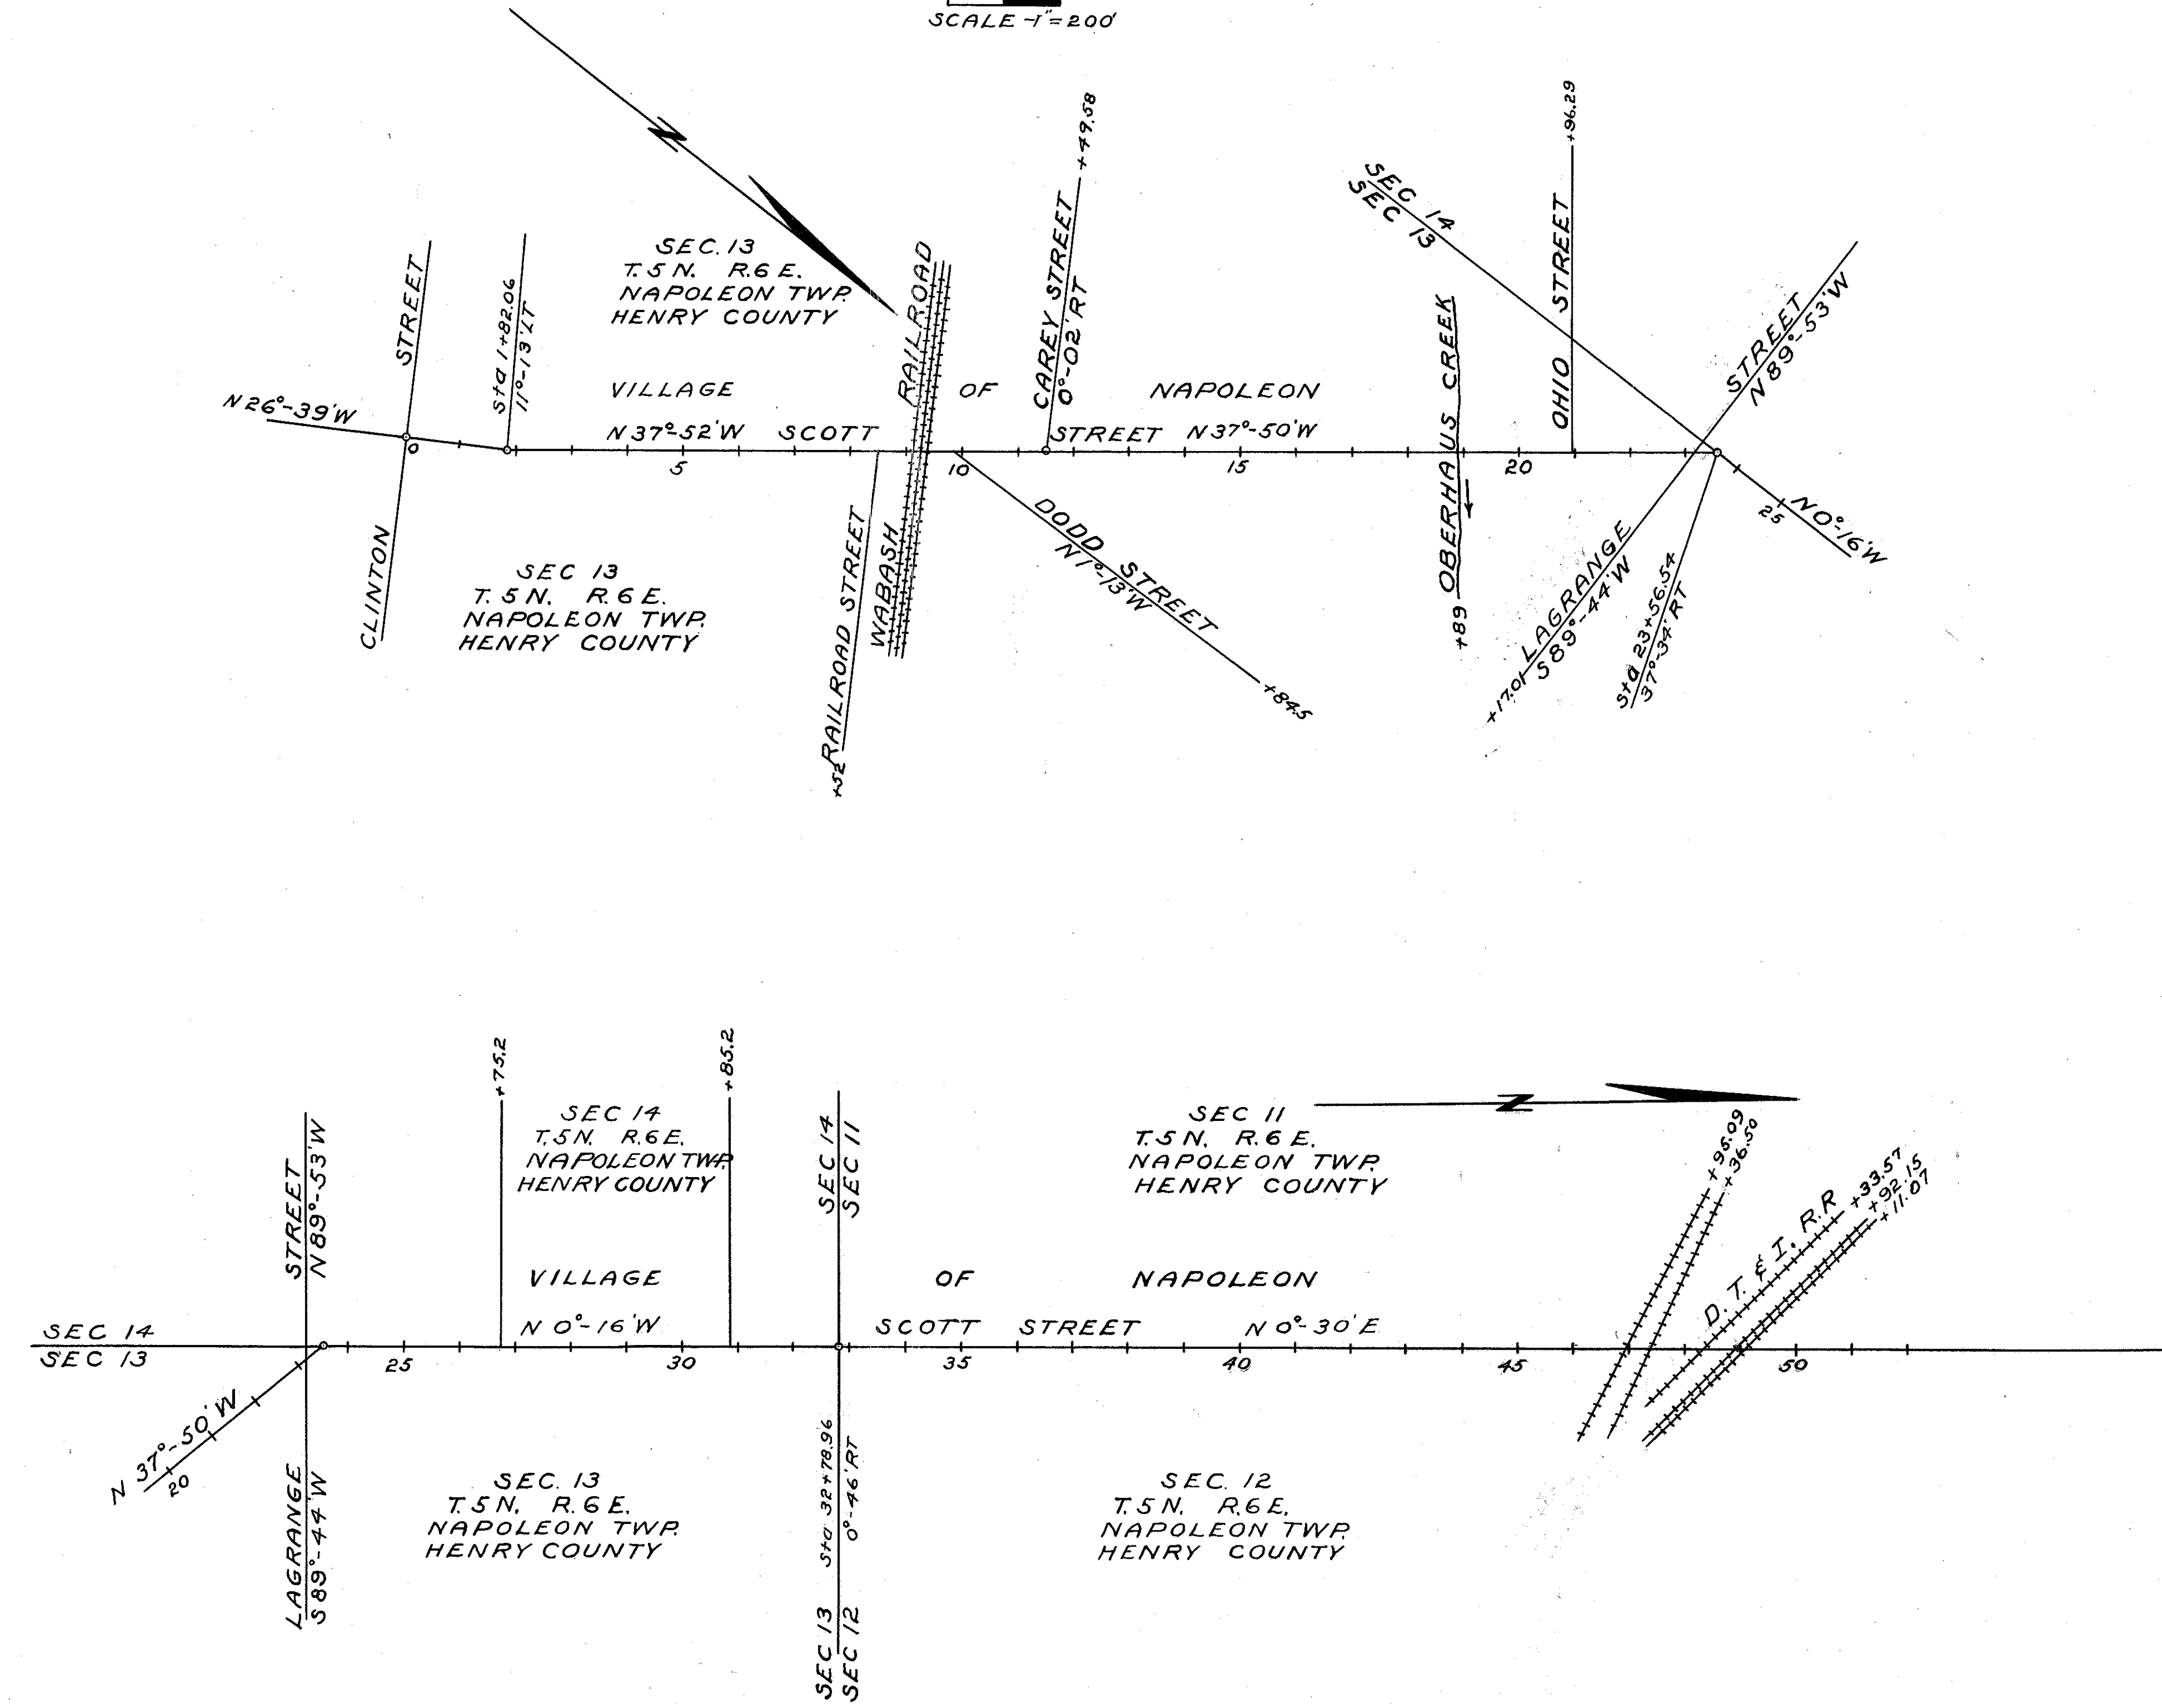 SCALE -1"=200'
+49.58
+96.29
SEC 14
SEC 13
STREET
Sta 1+82.06
11°-13' LT
SEC. 13
T. 5 N. R. 6 E.
NAPOLEON TWP.
HENRY COUNTY
RAILROAD
CAREY STREET
0°-02' RT
OHIO STREET
STREET
N 89°-53'W
N 26°-39'W
VILLAGE OF NAPOLEON
N 37°-52'W SCOTT STREET N 37°-50'W
0 5 10 15 20 25
N 0°-16'W
CLINTON
SEC 13
T. 5 N. R. 6 E.
NAPOLEON TWP.
HENRY COUNTY
RAILROAD STREET
+52
WABASH
DODD STREET
N 1°-13'W
+84.5
OBERHAUS CREEK
+89
LAGRANGE
S 89°-44'W
+17.01
Sta 23+56.54
37°-34' RT
+75.2
+85.2
STREET
N 89°-53'W
SEC 14
T. 5 N. R. 6 E.
NAPOLEON TWP.
HENRY COUNTY
SEC 14
SEC 11
SEC 11
T. 5 N. R. 6 E.
NAPOLEON TWP.
HENRY COUNTY
N
+95.09
+36.50
D. T. & I. R.R
+33.57
+92.15
+11.07
VILLAGE OF NAPOLEON
N 0°-16'W SCOTT STREET N 0°-30'E
SEC 14
SEC 13
25 30 35 40 45 50
N 37°-50'W
20
LAGRANGE
S 89°-44'W
SEC. 13
T. 5 N. R. 6 E.
NAPOLEON TWP.
HENRY COUNTY
Sta 32+78.96
0°-46' RT
SEC 13
SEC 12
SEC. 12
T. 5 N. R. 6 E.
NAPOLEON TWP.
HENRY COUNTY